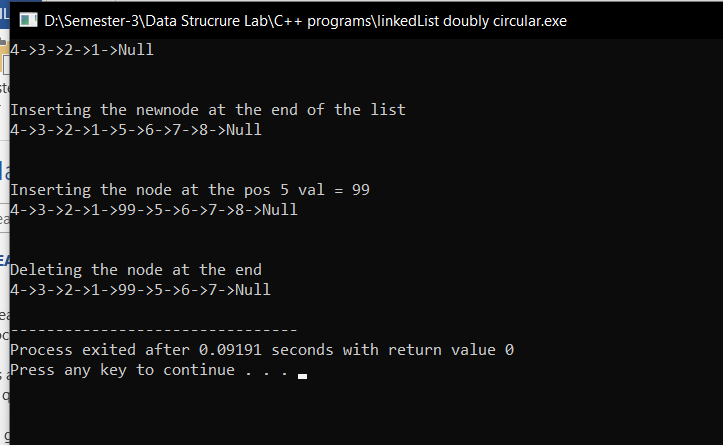 D:\Semester-3\Data Strucrure Lab\C++ programs\linkedList doubly circular.exe
4->3->2->1->Null
Inserting the newnode at the end of the list
4->3->2->1->5->6->7->8->Null
Inserting the node at the pos 5 val = 99
4->3->2->1->99->5->6->7->8->Null
Deleting the node at the end
4->3->2->1->99->5->6->7->Null
--------------------------------
Process exited after 0.09191 seconds with return value 0
Press any key to continue . . .